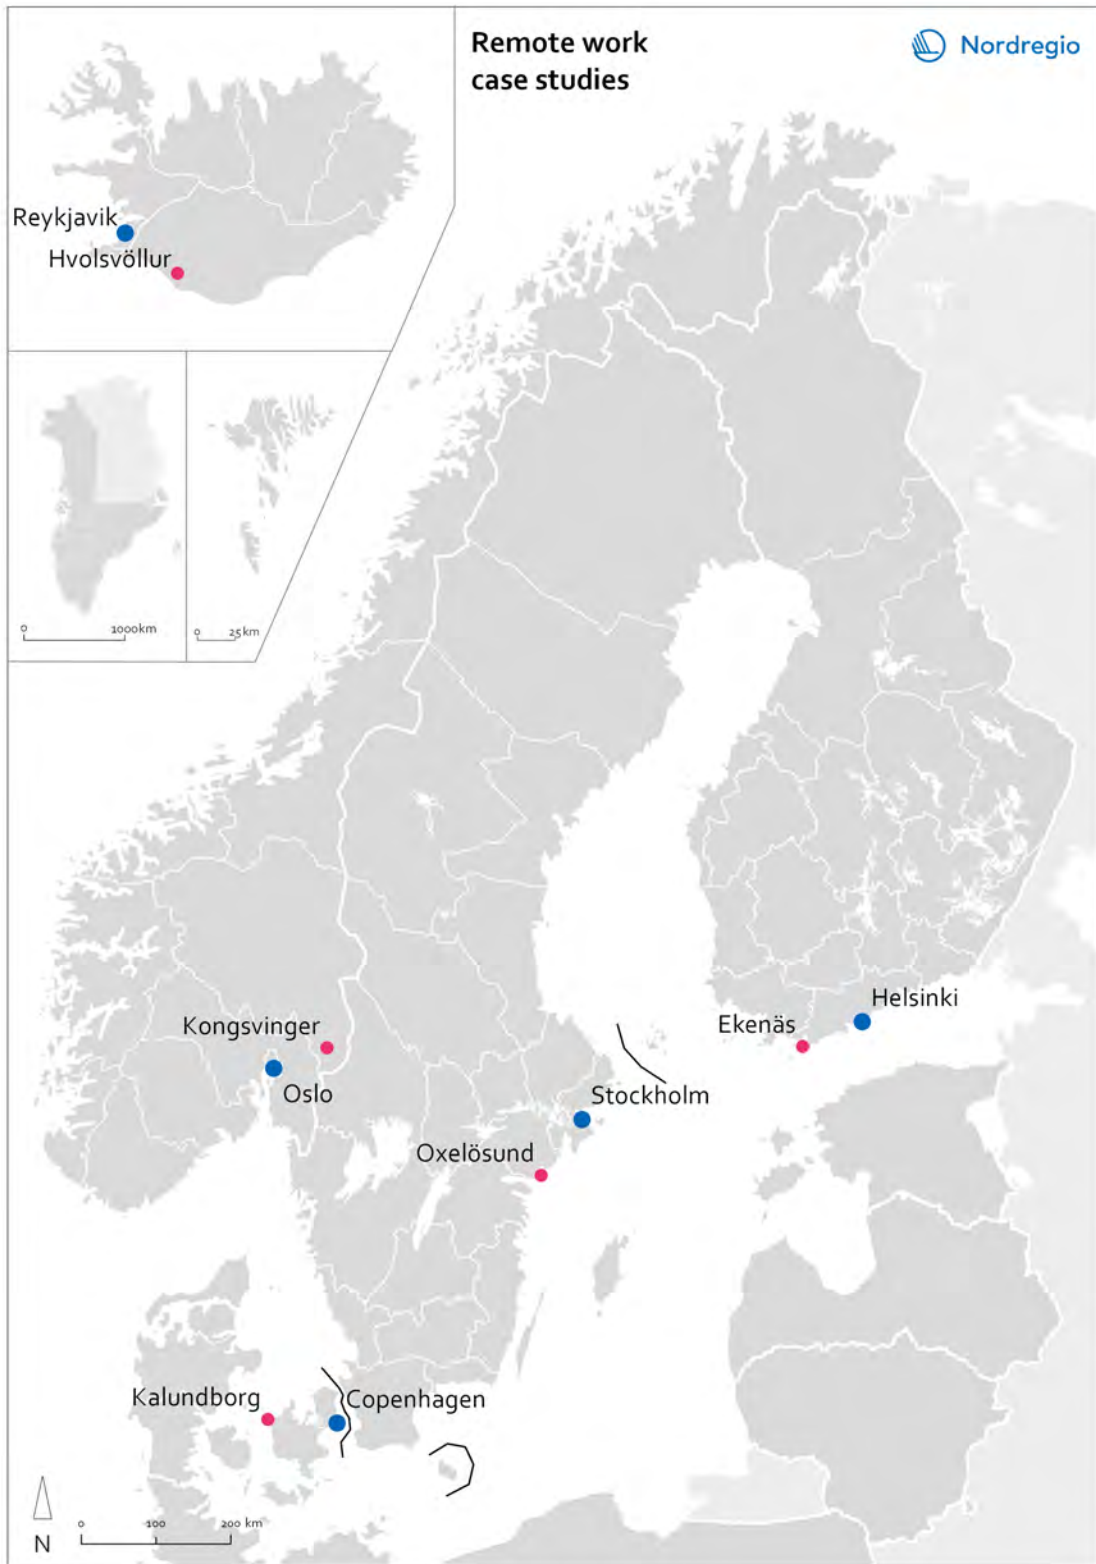 Remote work
case studies
Nordregio
Reykjavik
Hvolsvöllur
0 1000km
0 25km
Kongsvinger
Oslo
Helsinki
Ekenäs
Stockholm
Oxelösund
Kalundborg
Copenhagen
N
0 100 200 km